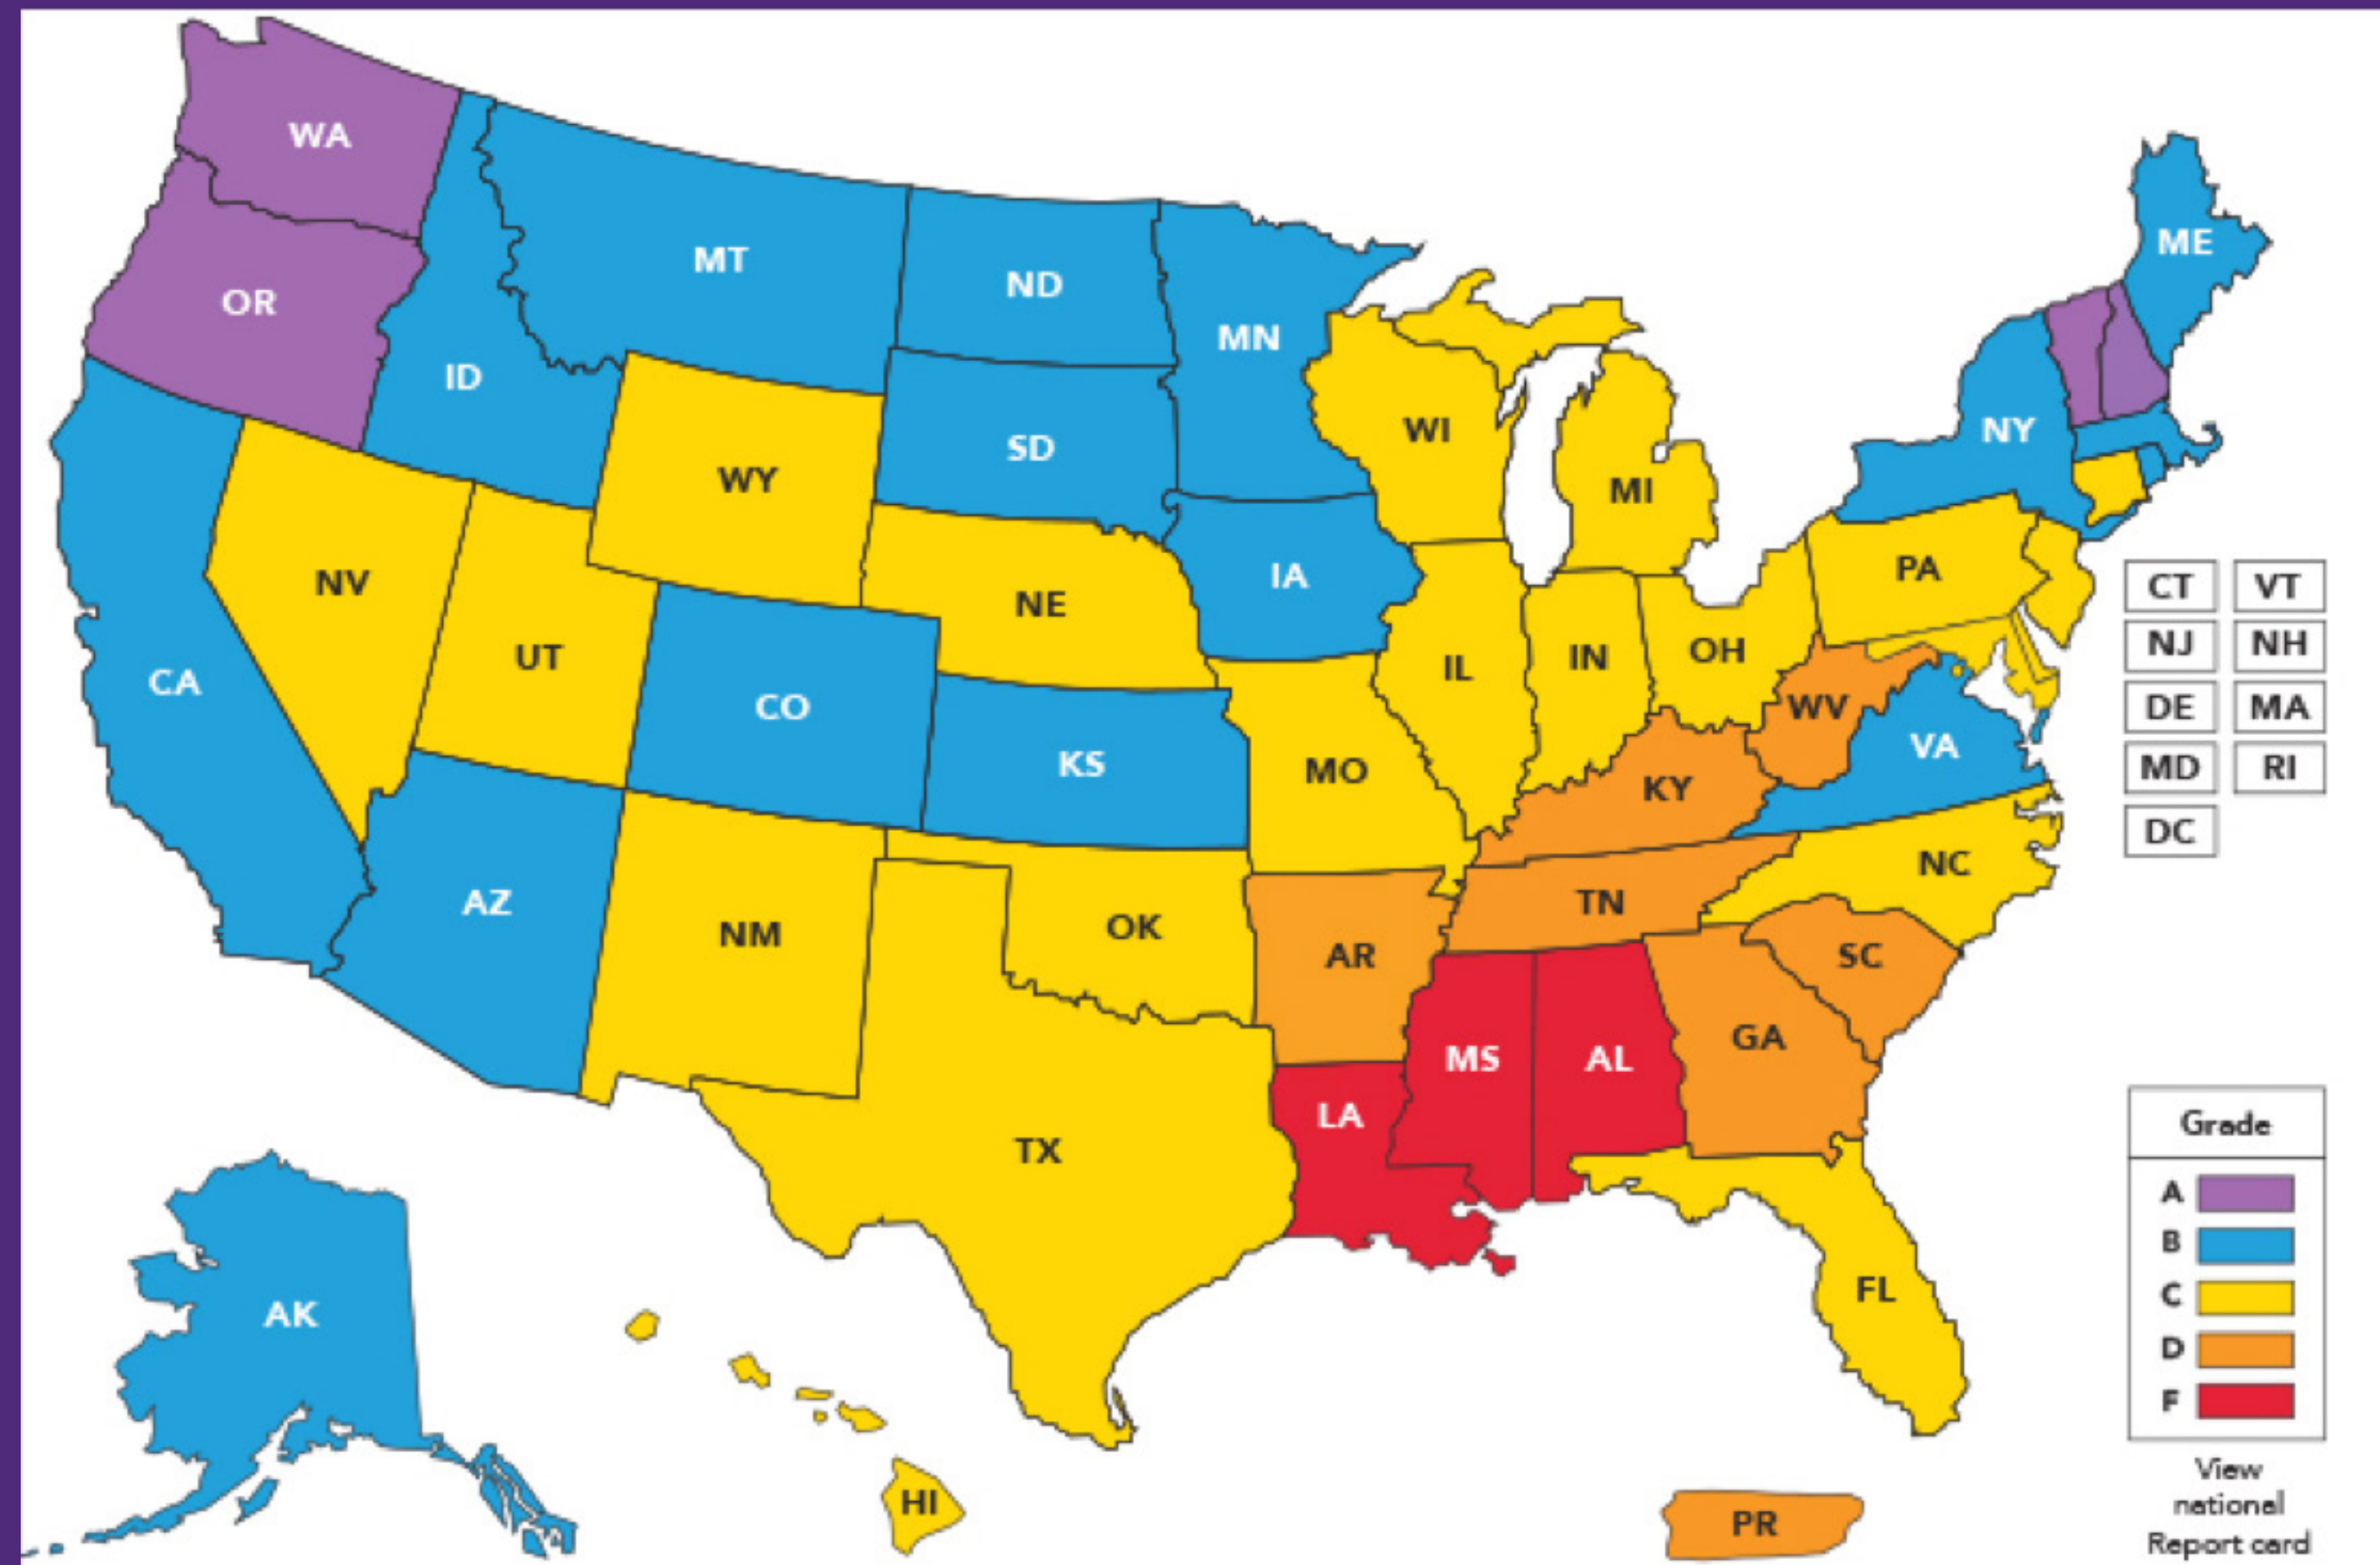 WA
OR
ID
MT
ND
MN
ME
NY
WI
MI
SD
WY
NV
UT
NE
IA
PA
CA
CO
KS
MO
IL
IN
OH
WV
VA
KY
TN
NC
SC
AZ
NM
OK
AR
MS
AL
GA
LA
TX
FL
AK
HI
PR
CT VT
NJ NH
DE MA
MD RI
DC
Grade
A
B
C
D
F
View
national
Report card